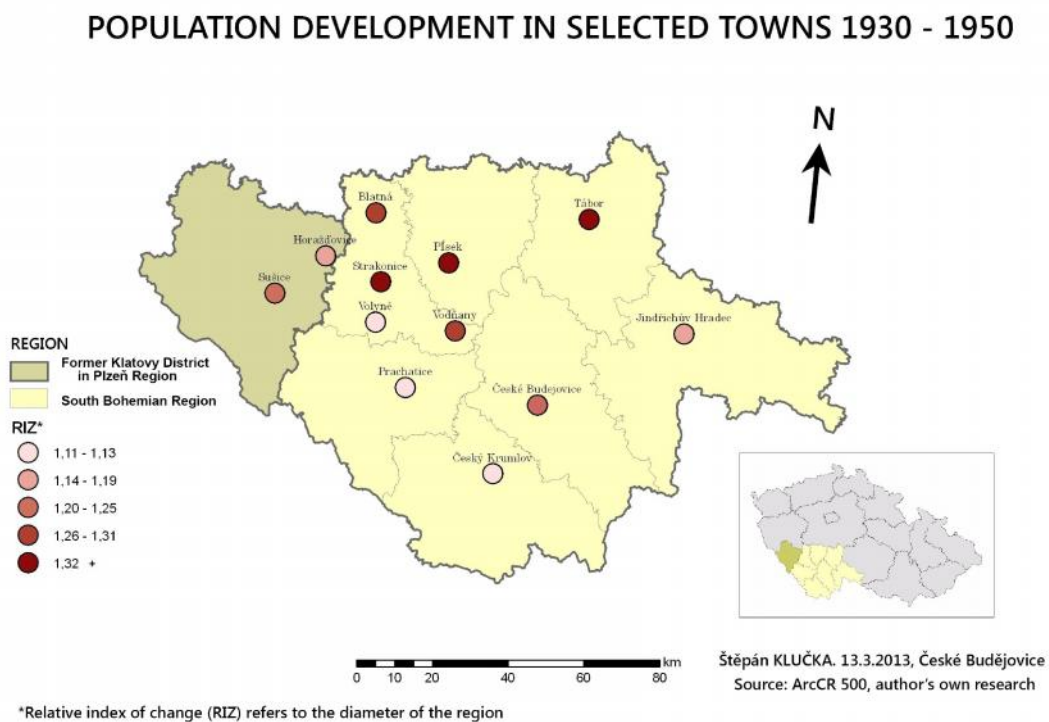 POPULATION DEVELOPMENT IN SELECTED TOWNS 1930 - 1950
N
Blatná
Tábor
Horažďovice
Písek
Strakonice
Sušice
Volyně
Vodňany
Jindřichův Hradec
Prachatice
České Budejovice
Český Krumlov
REGION
Former Klatovy District
in Plzeň Region
South Bohemian Region
RIZ*
1,11 - 1,13
1,14 - 1,19
1,20 - 1,25
1,26 - 1,31
1,32 +
km
0 10 20 40 60 80
Štěpán KLUČKA. 13.3.2013, České Budějovice
Source: ArcCR 500, author's own research
*Relative index of change (RIZ) refers to the diameter of the region